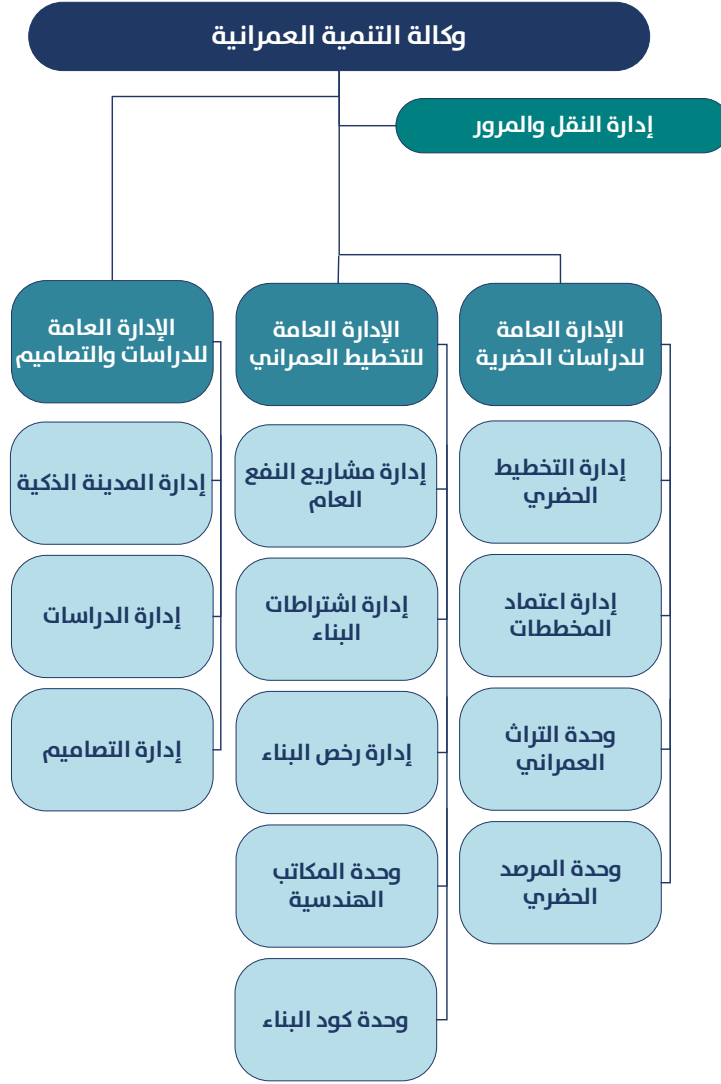 وكالة التنمية العمرانية
إدارة النقل والمرور
الإدارة العامة
للدراسات الحضرية
إدارة التخطيط
الحضري
إدارة اعتماد
المخططات
وحدة التراث
العمراني
وحدة المرصد
الحضري
الإدارة العامة
للتخطيط العمراني
إدارة مشاريع النفع
العام
إدارة اشتراطات
البناء
إدارة رخص البناء
وحدة المكاتب
الهندسية
وحدة كود البناء
الإدارة العامة
للدراسات والتصاميم
إدارة المدينة الذكية
إدارة الدراسات
إدارة التصاميم